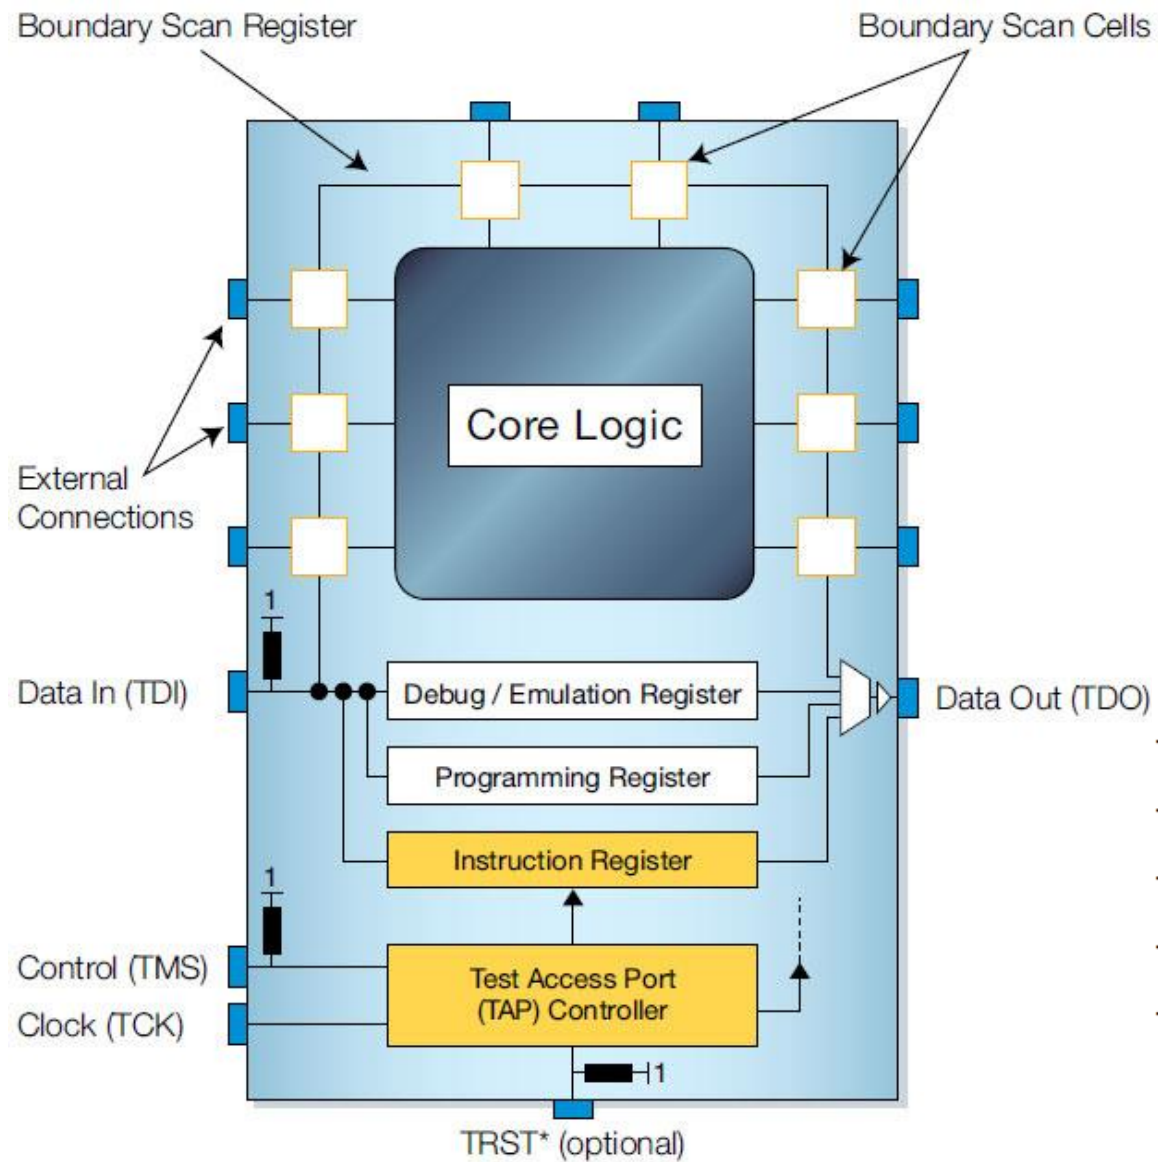 Boundary Scan Register
Boundary Scan Cells
Core Logic
External
Connections
1
Data In (TDI)
Debug / Emulation Register
Data Out (TDO)
Programming Register
Instruction Register
1
Control (TMS)
Test Access Port
(TAP) Controller
Clock (TCK)
1
TRST* (optional)